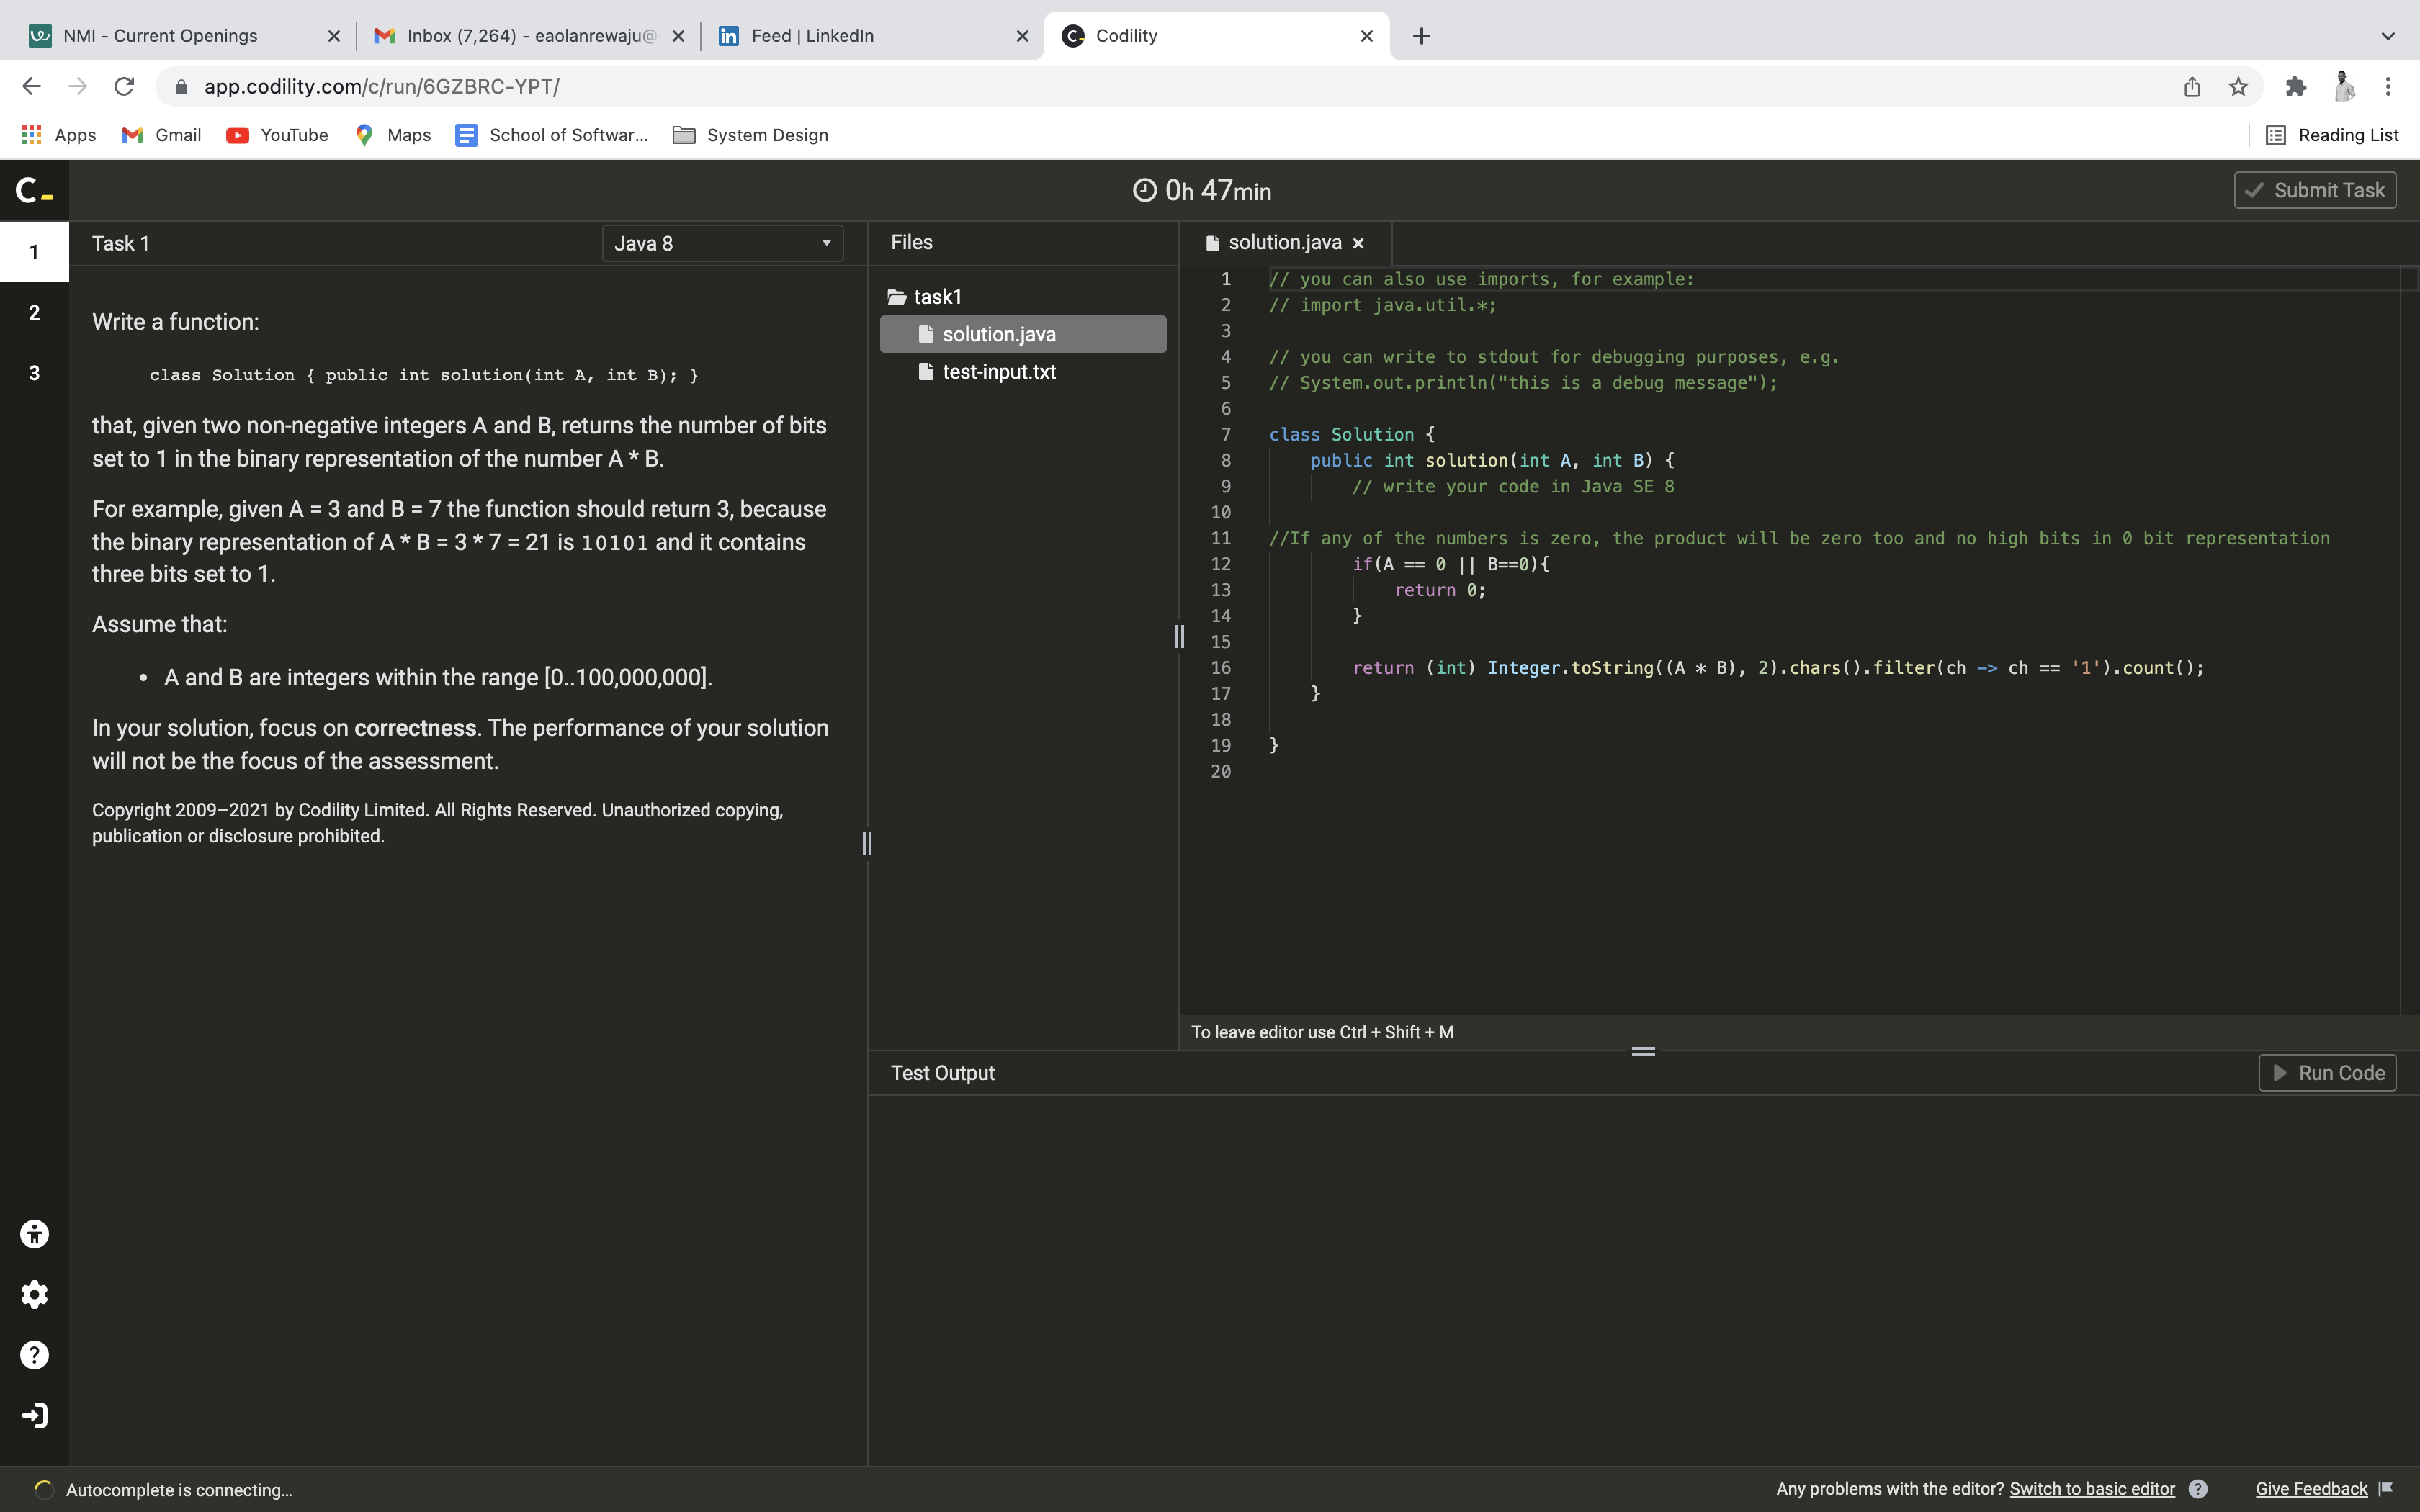 NMI - Current Openings
Inbox (7,264) - eaolanrewaju@
Feed | LinkedIn
Codility
app.codility.com/c/run/6GZBRC-YPT/
Apps
Gmail
YouTube
Maps
School of Softwar...
System Design
Reading List
0h 47min
Submit Task
1
2
3
Task 1
Java 8
Write a function:
class Solution { public int solution(int A, int B); }
that, given two non-negative integers A and B, returns the number of bits
set to 1 in the binary representation of the number A * B.
For example, given A = 3 and B = 7 the function should return 3, because
the binary representation of A * B = 3 * 7 = 21 is 10101 and it contains
three bits set to 1.
Assume that:
• A and B are integers within the range [0..100,000,000].
In your solution, focus on correctness. The performance of your solution
will not be the focus of the assessment.
Copyright 2009–2021 by Codility Limited. All Rights Reserved. Unauthorized copying,
publication or disclosure prohibited.
Files
task1
solution.java
test-input.txt
solution.java
1 // you can also use imports, for example:
2 // import java.util.*;
3
4 // you can write to stdout for debugging purposes, e.g.
5 // System.out.println("this is a debug message");
6
7 class Solution {
8 public int solution(int A, int B) {
9 // write your code in Java SE 8
10
11 //If any of the numbers is zero, the product will be zero too and no high bits in 0 bit representation
12 if(A == 0 || B==0){
13 return 0;
14 }
15
16 return (int) Integer.toString((A * B), 2).chars().filter(ch -> ch == '1').count();
17 }
18
19 }
20
To leave editor use Ctrl + Shift + M
Test Output
Run Code
Autocomplete is connecting...
Any problems with the editor? Switch to basic editor
Give Feedback